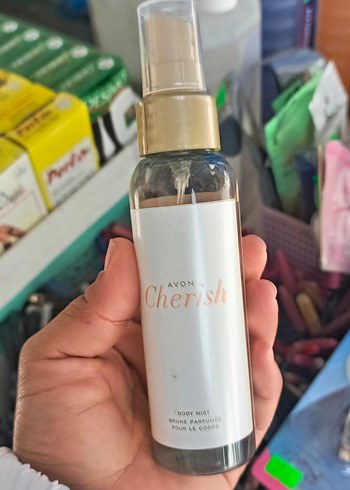 AVON
Cherish
BODY MIST
BRUME PARFUMÉE
POUR LE CORPS